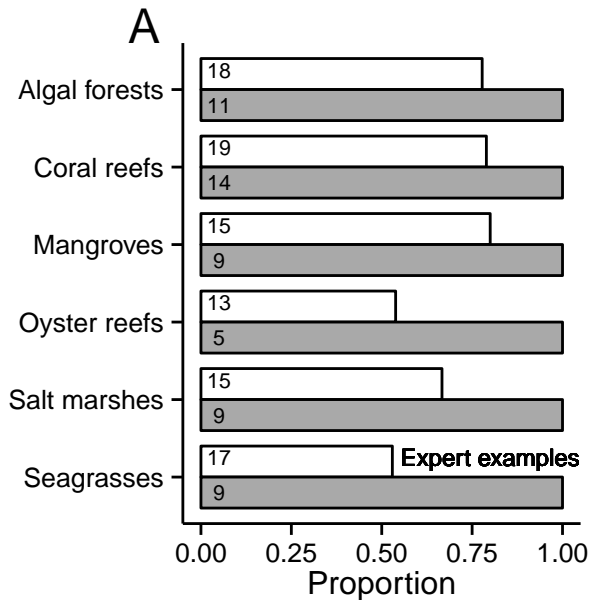 A
Algal forests
18
11
Coral reefs
19
14
Mangroves
15
9
Oyster reefs
13
5
Salt marshes
15
9
Seagrasses
17
Expert examples
9
0.00 0.25 0.50 0.75 1.00
Proportion